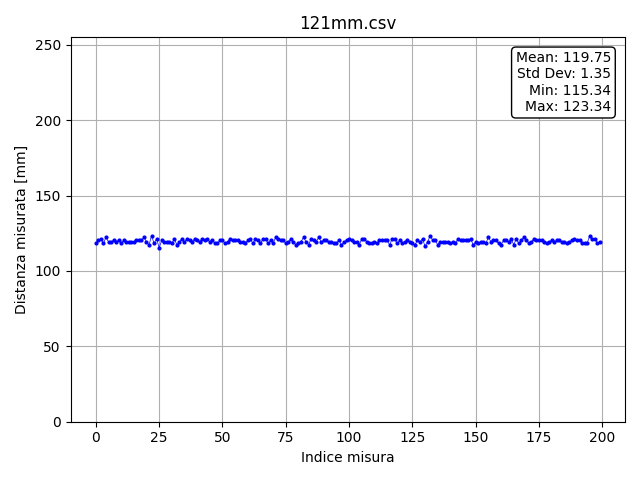 121mm.csv
Mean: 119.75
Std Dev: 1.35
Min: 115.34
Max: 123.34
Distanza misurata [mm]
250
200
150
100
50
0
0 25 50 75 100 125 150 175 200
Indice misura